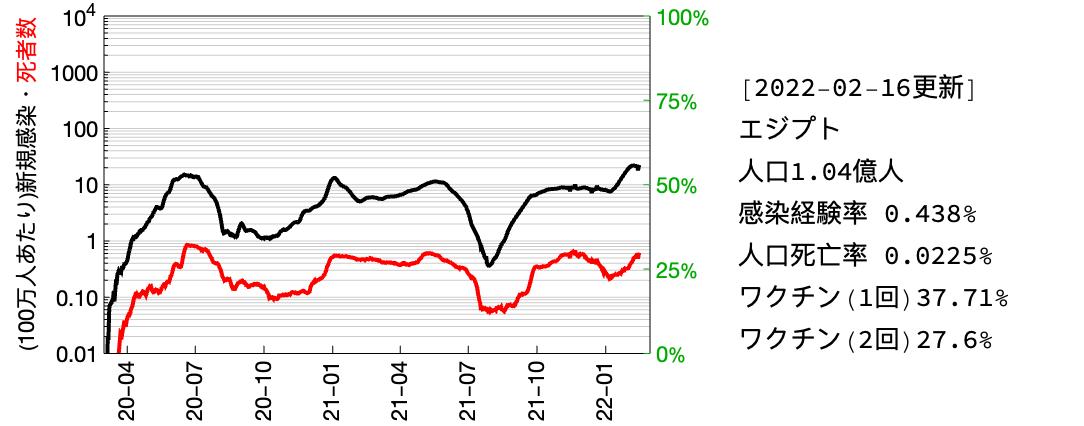 (100万人あたり)新規感染・死者数
10⁴
1000
100
10
1
0.10
0.01
100%
75%
50%
25%
0%
20-04
20-07
20-10
21-01
21-04
21-07
21-10
22-01
[2022-02-16更新]
エジプト
人口1.04億人
感染経験率 0.438%
人口死亡率 0.0225%
ワクチン(1回)37.71%
ワクチン(2回)27.6%